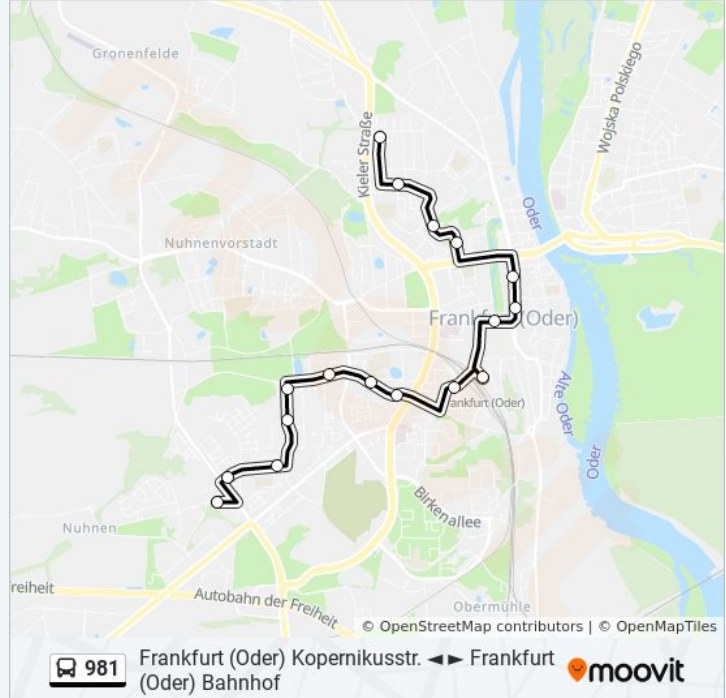 Gronenfelde
Wojska Polskiego
Kieler Straße
Oder
Nuhnenvorstadt
Frankfurt (Oder)
Alte Oder
rankfurt (Oder)
Oder
Birkenallee
Nuhnen
reiheit
Autobahn der Freiheit
Obermühle
© OpenStreetMap contributors | © OpenMapTiles
981
Frankfurt (Oder) Kopernikusstr. ◄► Frankfurt
(Oder) Bahnhof
moovit